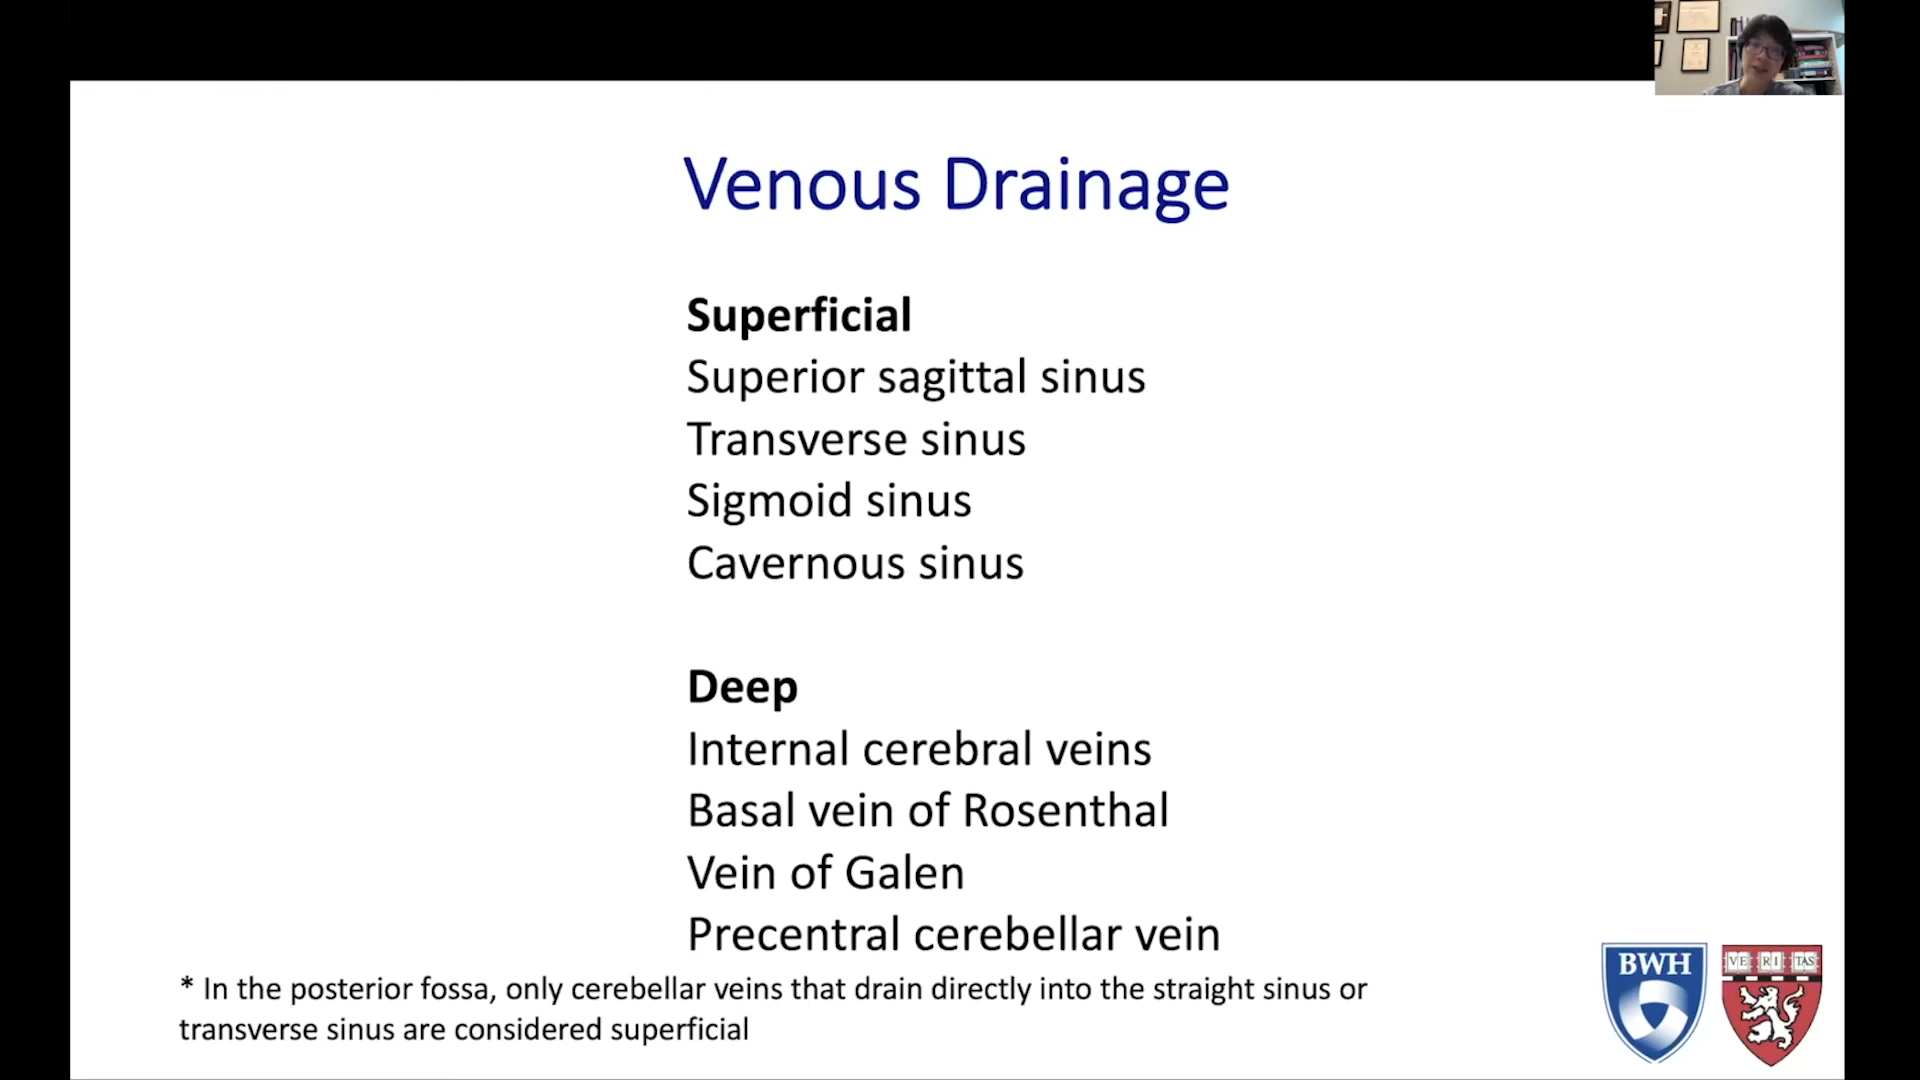 Venous Drainage
Superficial
Superior sagittal sinus
Transverse sinus
Sigmoid sinus
Cavernous sinus
Deep
Internal cerebral veins
Basal vein of Rosenthal
Vein of Galen
Precentral cerebellar vein
* In the posterior fossa, only cerebellar veins that drain directly into the straight sinus or
transverse sinus are considered superficial
BWH
VE RI TAS